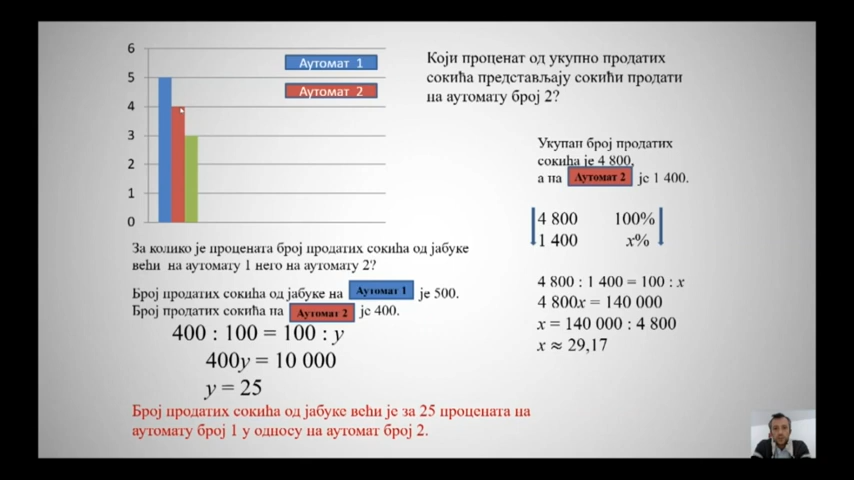 6
5
4
3
2
1
0
Аутомат 1
Аутомат 2
Који проценат од укупно продатих
сокића представљају сокићи продати
на аутомату број 2?
Укупан број продатих
сокића је 4 800,
а на Аутомат 2 је 1 400.
4 800 100%
1 400 x%
4 800 : 1 400 = 100 : x
4 800x = 140 000
x = 140 000 : 4 800
x ≈ 29,17
За колико је процената број продатих сокића од јабуке
већи на аутомату 1 него на аутомату 2?
Број продатих сокића од јабуке на Аутомат 1 је 500.
Број продатих сокића на Аутомат 2 је 400.
400 : 100 = 100 : y
400y = 10 000
y = 25
Број продатих сокића од јабуке већи је за 25 процената на
аутомату број 1 у односу на аутомат број 2.